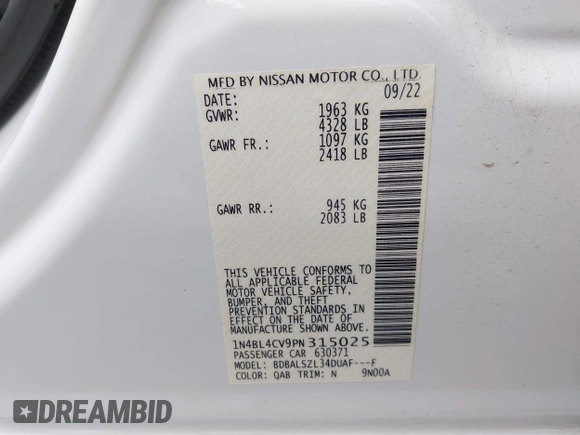 MFD BY NISSAN MOTOR CO., LTD.
DATE: 09/22
GVWR: 1963 KG
4328 LB
GAWR FR.: 1097 KG
2418 LB
GAWR RR.: 945 KG
2083 LB
THIS VEHICLE CONFORMS TO
ALL APPLICABLE FEDERAL
MOTOR VEHICLE SAFETY,
BUMPER, AND THEFT
PREVENTION STANDARDS IN
EFFECT ON THE DATE OF
MANUFACTURE SHOWN ABOVE.
1N4BL4CV9PN315025
PASSENGER CAR 630371
MODEL: BDBALSZL34DUAF---F
COLOR: QAB TRIM: N 9N00A
DREAMBID